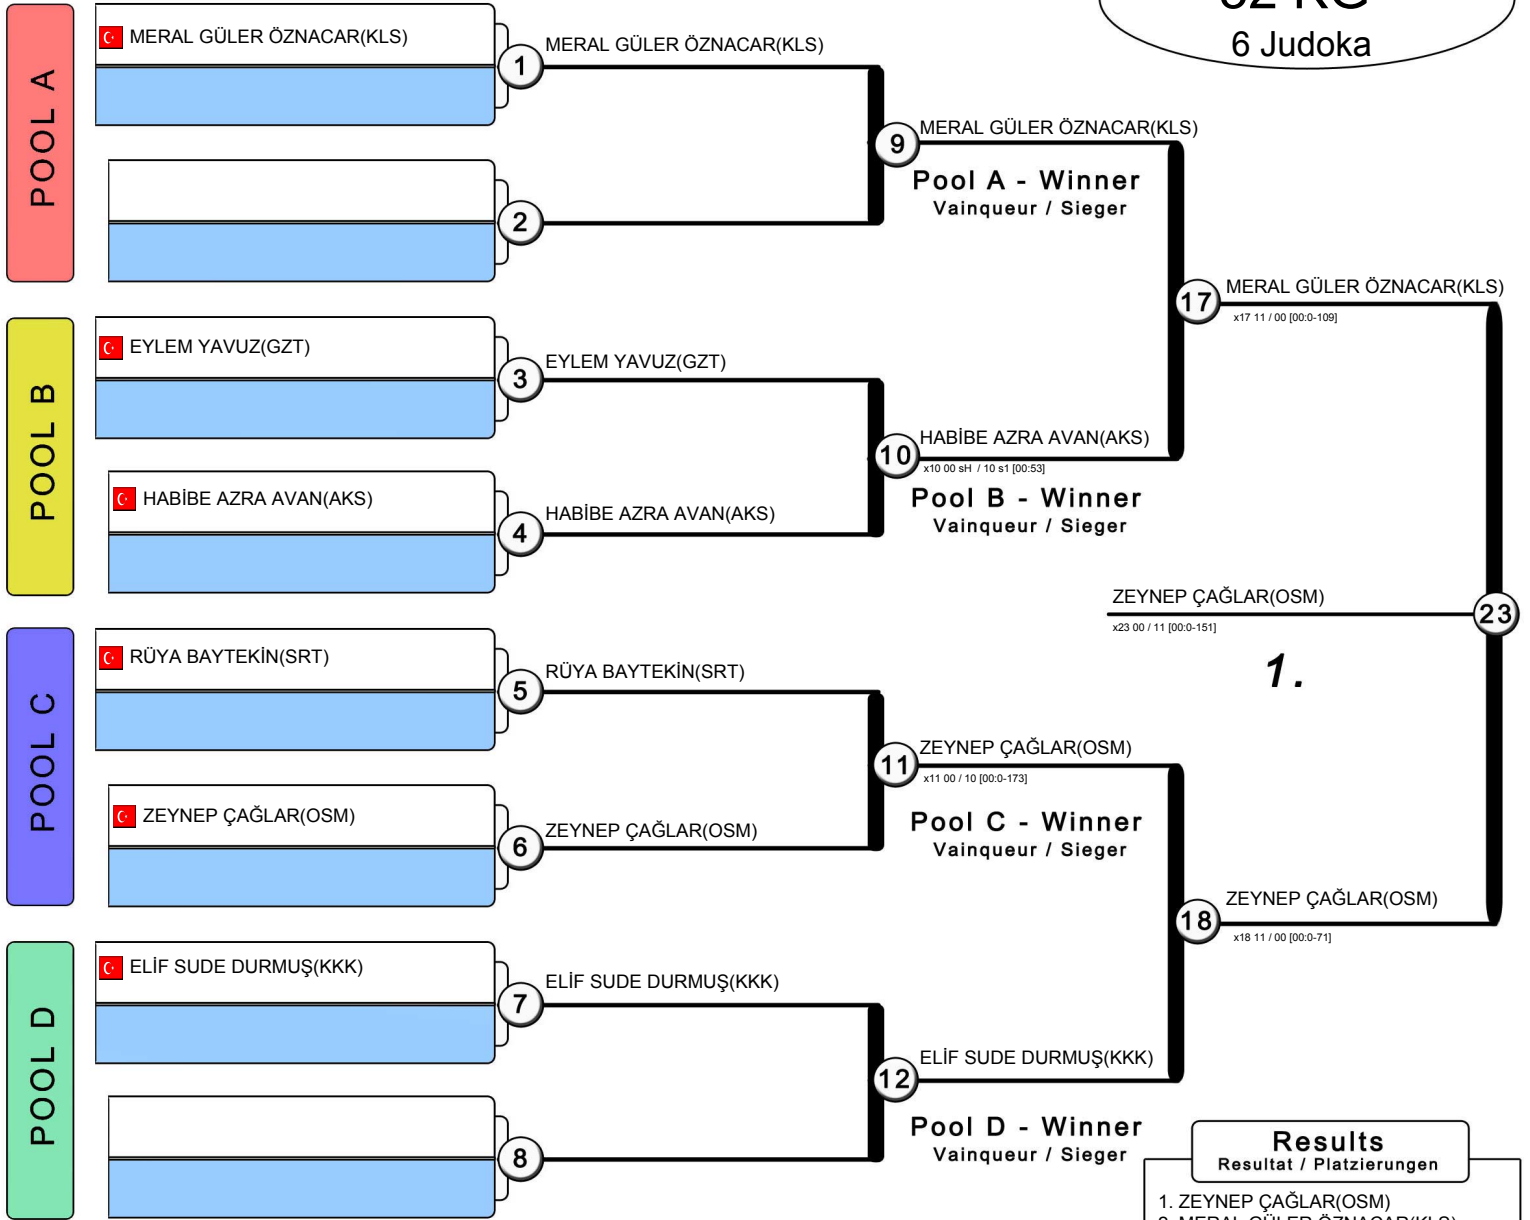 6 Judoka
POOL A
MERAL GÜLER ÖZNACAR(KLS)
1
MERAL GÜLER ÖZNACAR(KLS)
2
9
MERAL GÜLER ÖZNACAR(KLS)
Pool A - Winner
Vainqueur / Sieger
17
MERAL GÜLER ÖZNACAR(KLS)
x17 11 / 00 [00:0-109]
POOL B
EYLEM YAVUZ(GZT)
3
EYLEM YAVUZ(GZT)
HABİBE AZRA AVAN(AKS)
4
HABİBE AZRA AVAN(AKS)
10
HABİBE AZRA AVAN(AKS)
x10 00 sH / 10 s1 [00:53]
Pool B - Winner
Vainqueur / Sieger
ZEYNEP ÇAĞLAR(OSM)
x23 00 / 11 [00:0-151]
23
1.
POOL C
RÜYA BAYTEKİN(SRT)
5
RÜYA BAYTEKİN(SRT)
ZEYNEP ÇAĞLAR(OSM)
6
ZEYNEP ÇAĞLAR(OSM)
11
ZEYNEP ÇAĞLAR(OSM)
x11 00 / 10 [00:0-173]
Pool C - Winner
Vainqueur / Sieger
18
ZEYNEP ÇAĞLAR(OSM)
x18 11 / 00 [00:0-71]
POOL D
ELİF SUDE DURMUŞ(KKK)
7
ELİF SUDE DURMUŞ(KKK)
8
12
ELİF SUDE DURMUŞ(KKK)
Pool D - Winner
Vainqueur / Sieger
Results
Resultat / Platzierungen
1. ZEYNEP ÇAĞLAR(OSM)
2. MERAL GÜLER ÖZNACAR(KLS)